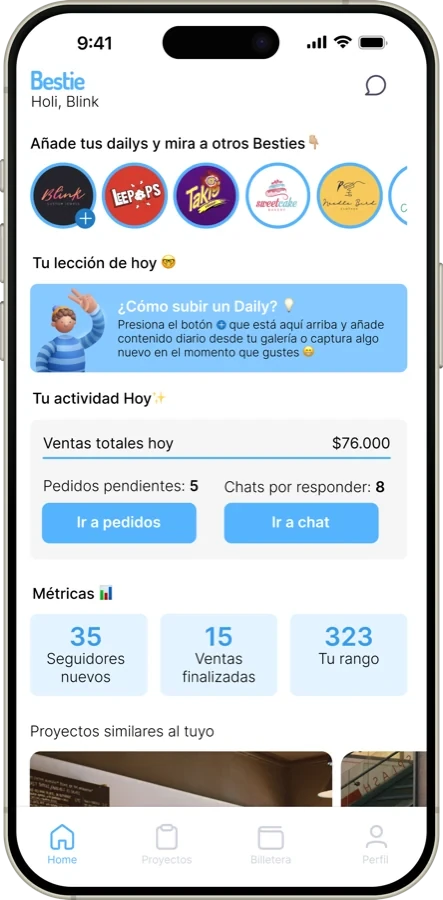 9:41
Bestie
Holi, Blink
Añade tus dailys y mira a otros Besties👇🏼
Blink
LEEPOPS
Takis
sweetcake
Needle Bird
Tu lección de hoy 🤓
¿Cómo subir un Daily? 💡
Presiona el botón + que está aquí arriba y añade
contenido diario desde tu galería o captura algo
nuevo en el momento que gustes 😄
Tu actividad Hoy✨
Ventas totales hoy $76.000
Pedidos pendientes: 5 Chats por responder: 8
Ir a pedidos Ir a chat
Métricas 📊
35 15 323
Seguidores Ventas Tu rango
nuevos finalizadas
Proyectos similares al tuyo
Home Proyectos Billetera Perfil